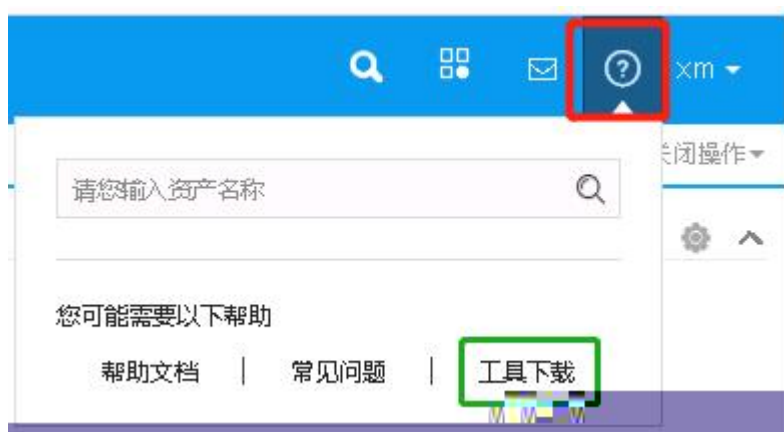 xm
关闭操作
请您输入资产名称
您可能需要以下帮助
帮助文档 | 常见问题 | 工具下载